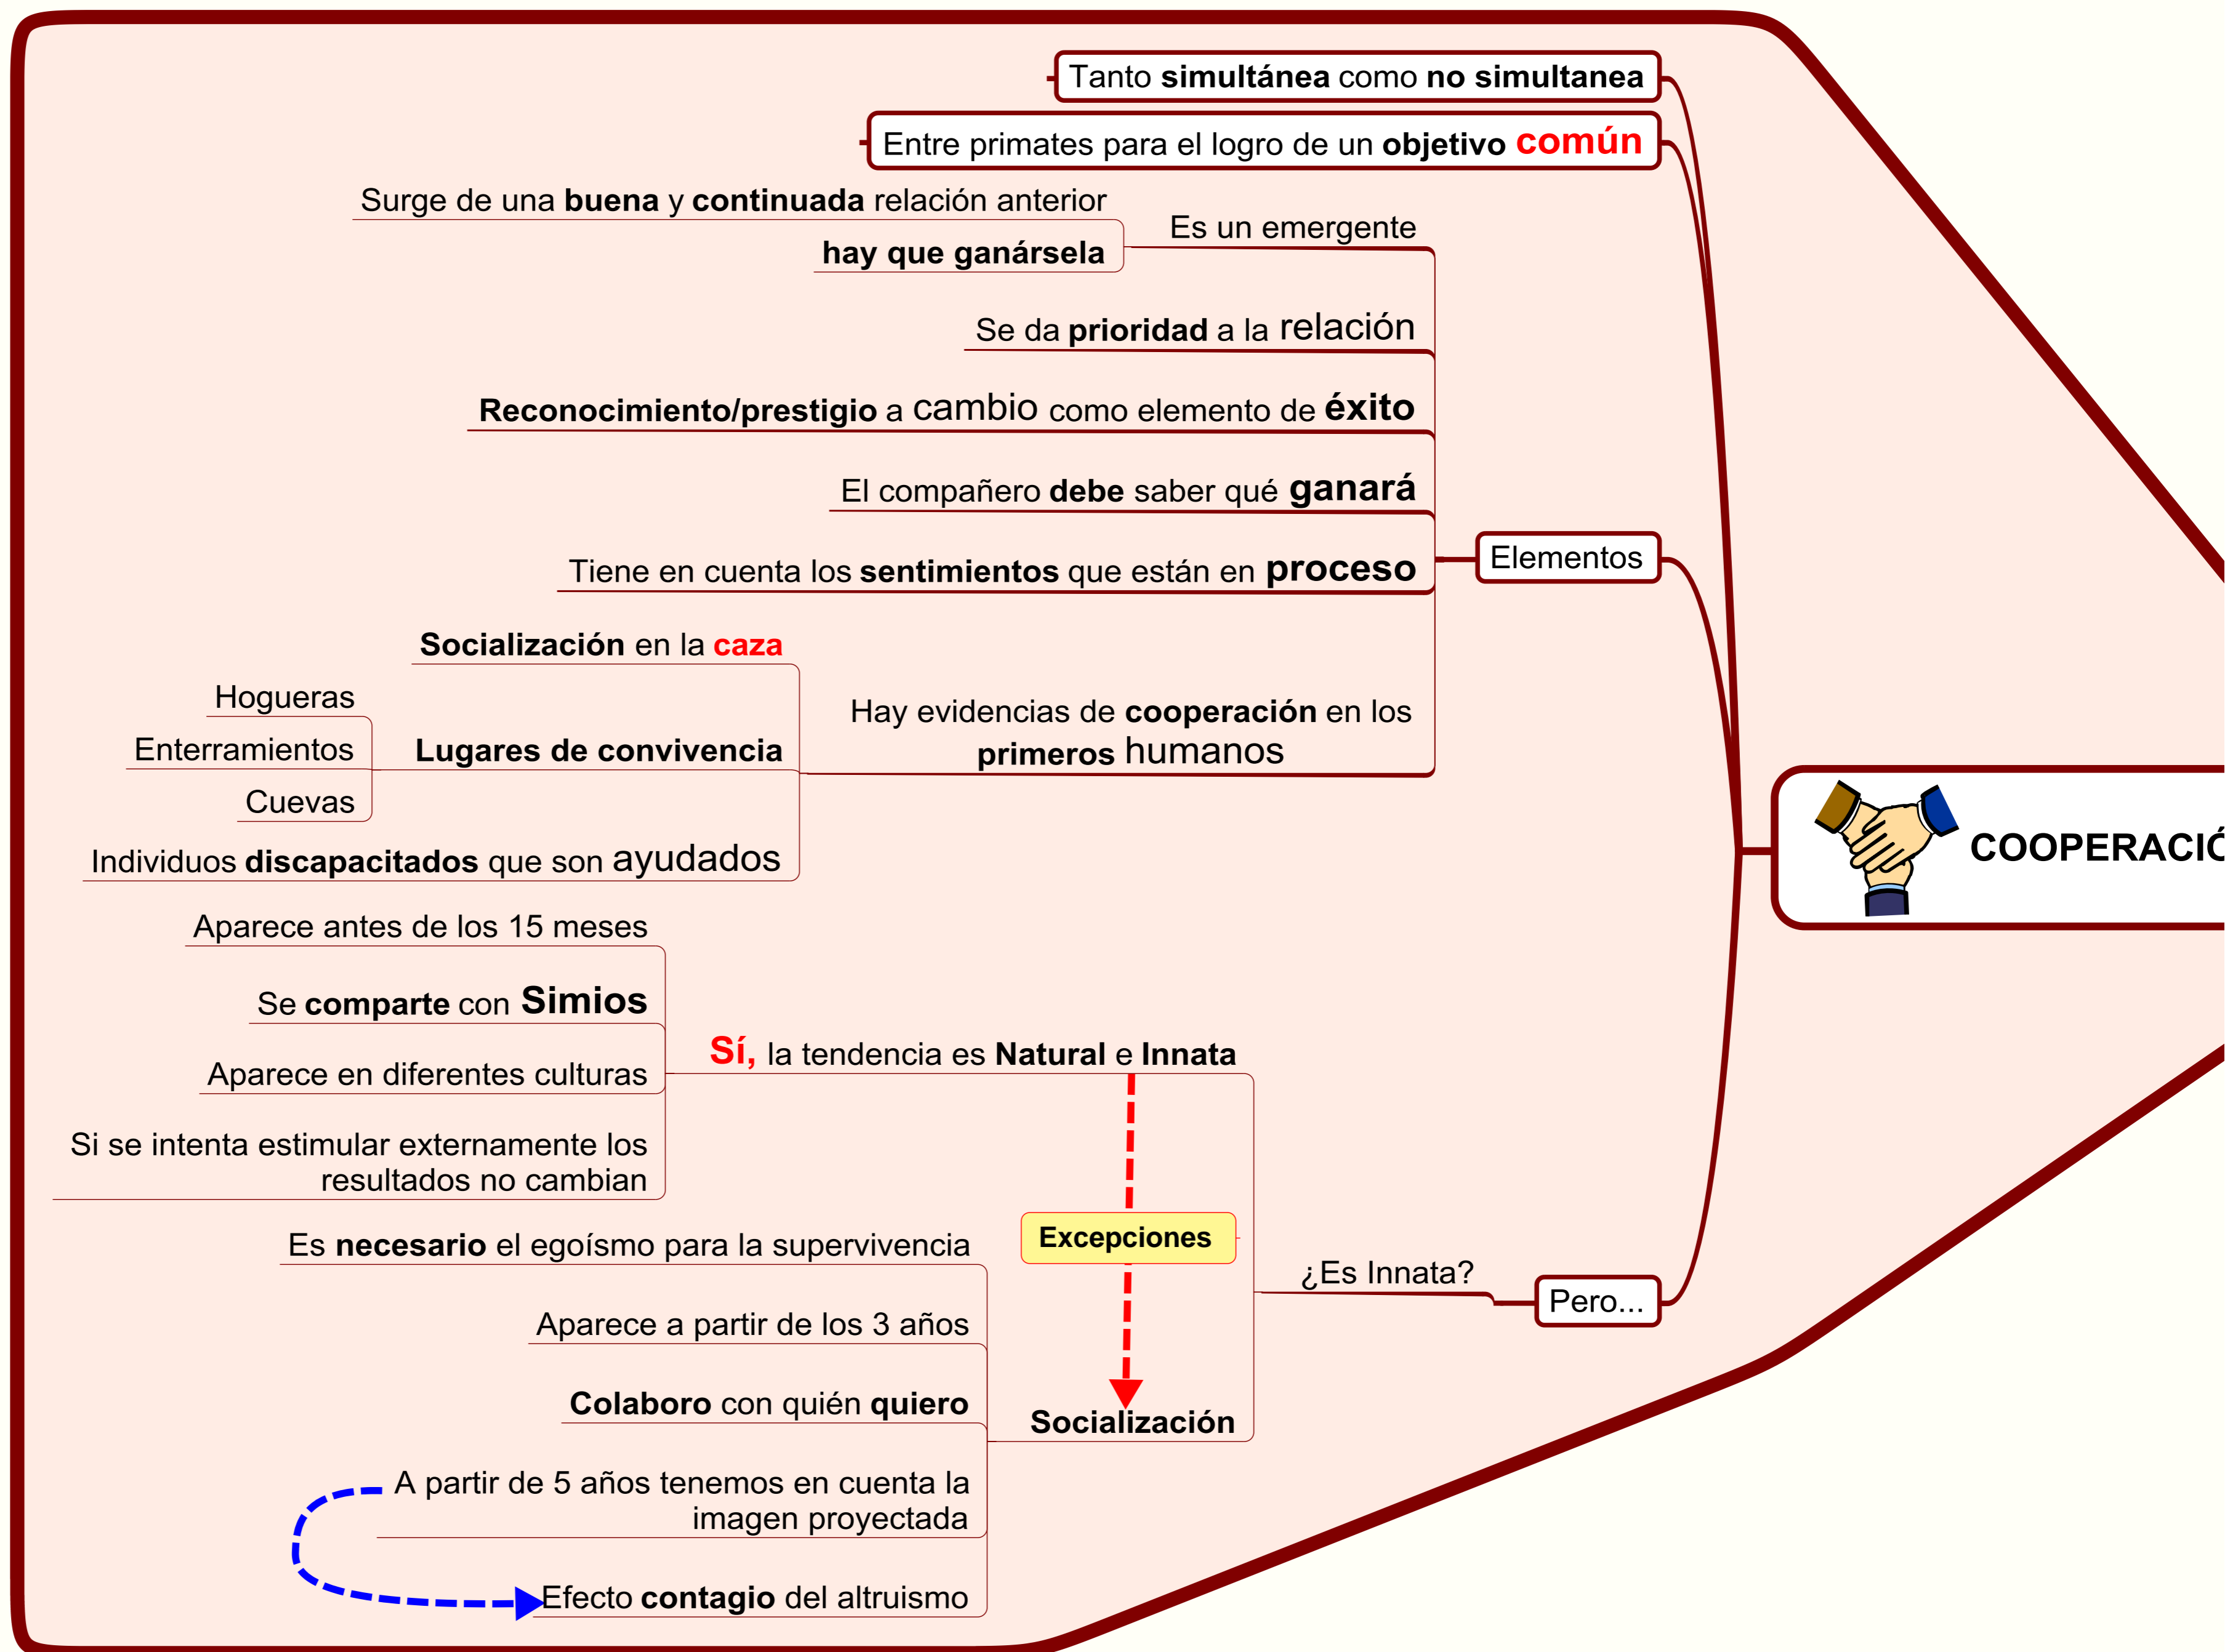 Tanto simultánea como no simultanea
Entre primates para el logro de un objetivo común
Surge de una buena y continuada relación anterior
hay que ganársela
Es un emergente
Se da prioridad a la relación
Reconocimiento/prestigio a cambio como elemento de éxito
El compañero debe saber qué ganará
Tiene en cuenta los sentimientos que están en proceso
Elementos
Socialización en la caza
Hogueras
Enterramientos
Cuevas
Lugares de convivencia
Individuos discapacitados que son ayudados
Hay evidencias de cooperación en los
primeros humanos
COOPERACIÓ
Aparece antes de los 15 meses
Se comparte con Simios
Aparece en diferentes culturas
Si se intenta estimular externamente los
resultados no cambian
Sí, la tendencia es Natural e Innata
Excepciones
¿Es Innata?
Pero...
Es necesario el egoísmo para la supervivencia
Aparece a partir de los 3 años
Colaboro con quién quiero
A partir de 5 años tenemos en cuenta la
imagen proyectada
Efecto contagio del altruismo
Socialización